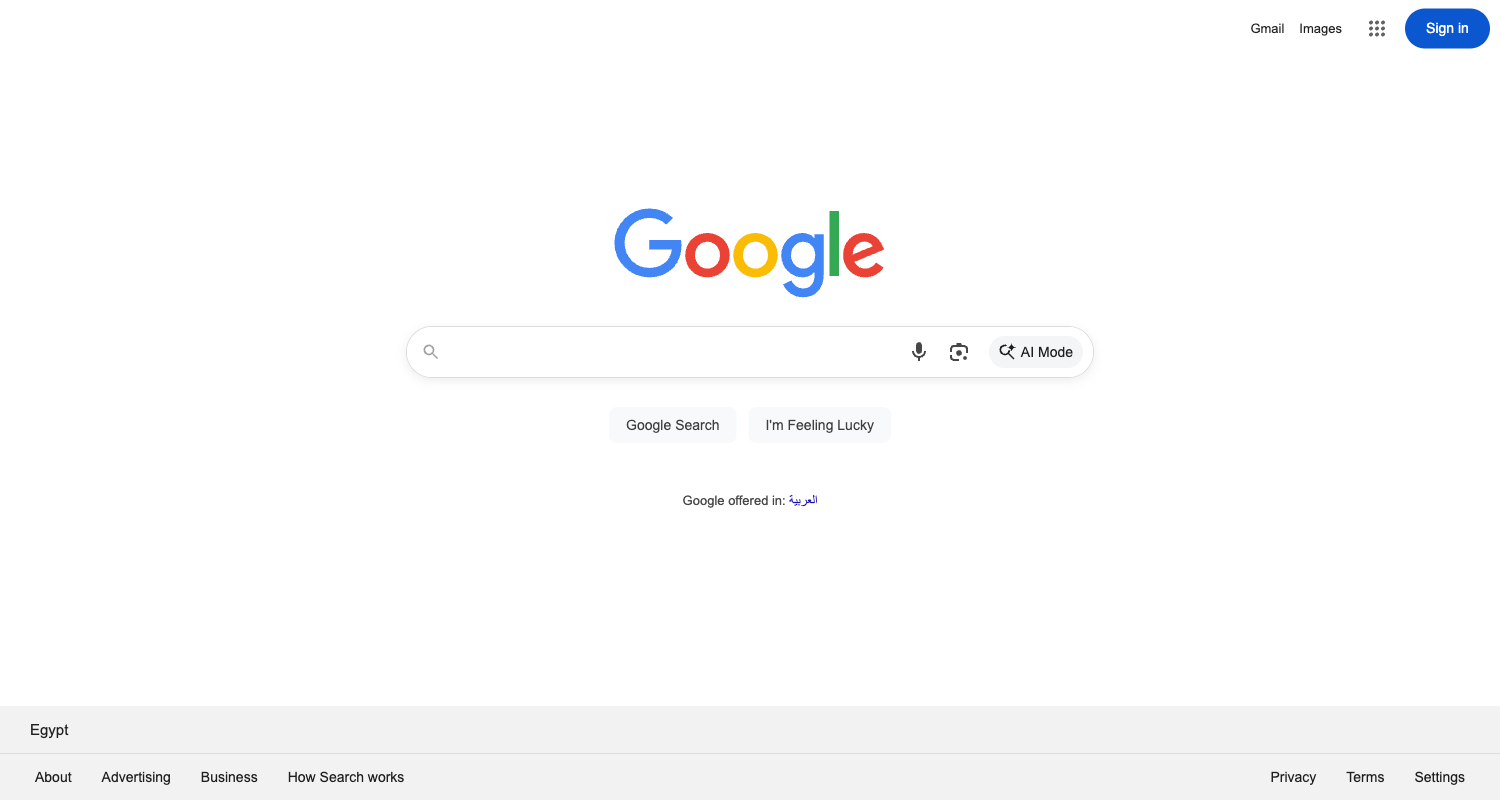 Gmail Images Sign in
Google
AI Mode
Google Search I'm Feeling Lucky
Google offered in: العربية
Egypt
About Advertising Business How Search works Privacy Terms Settings